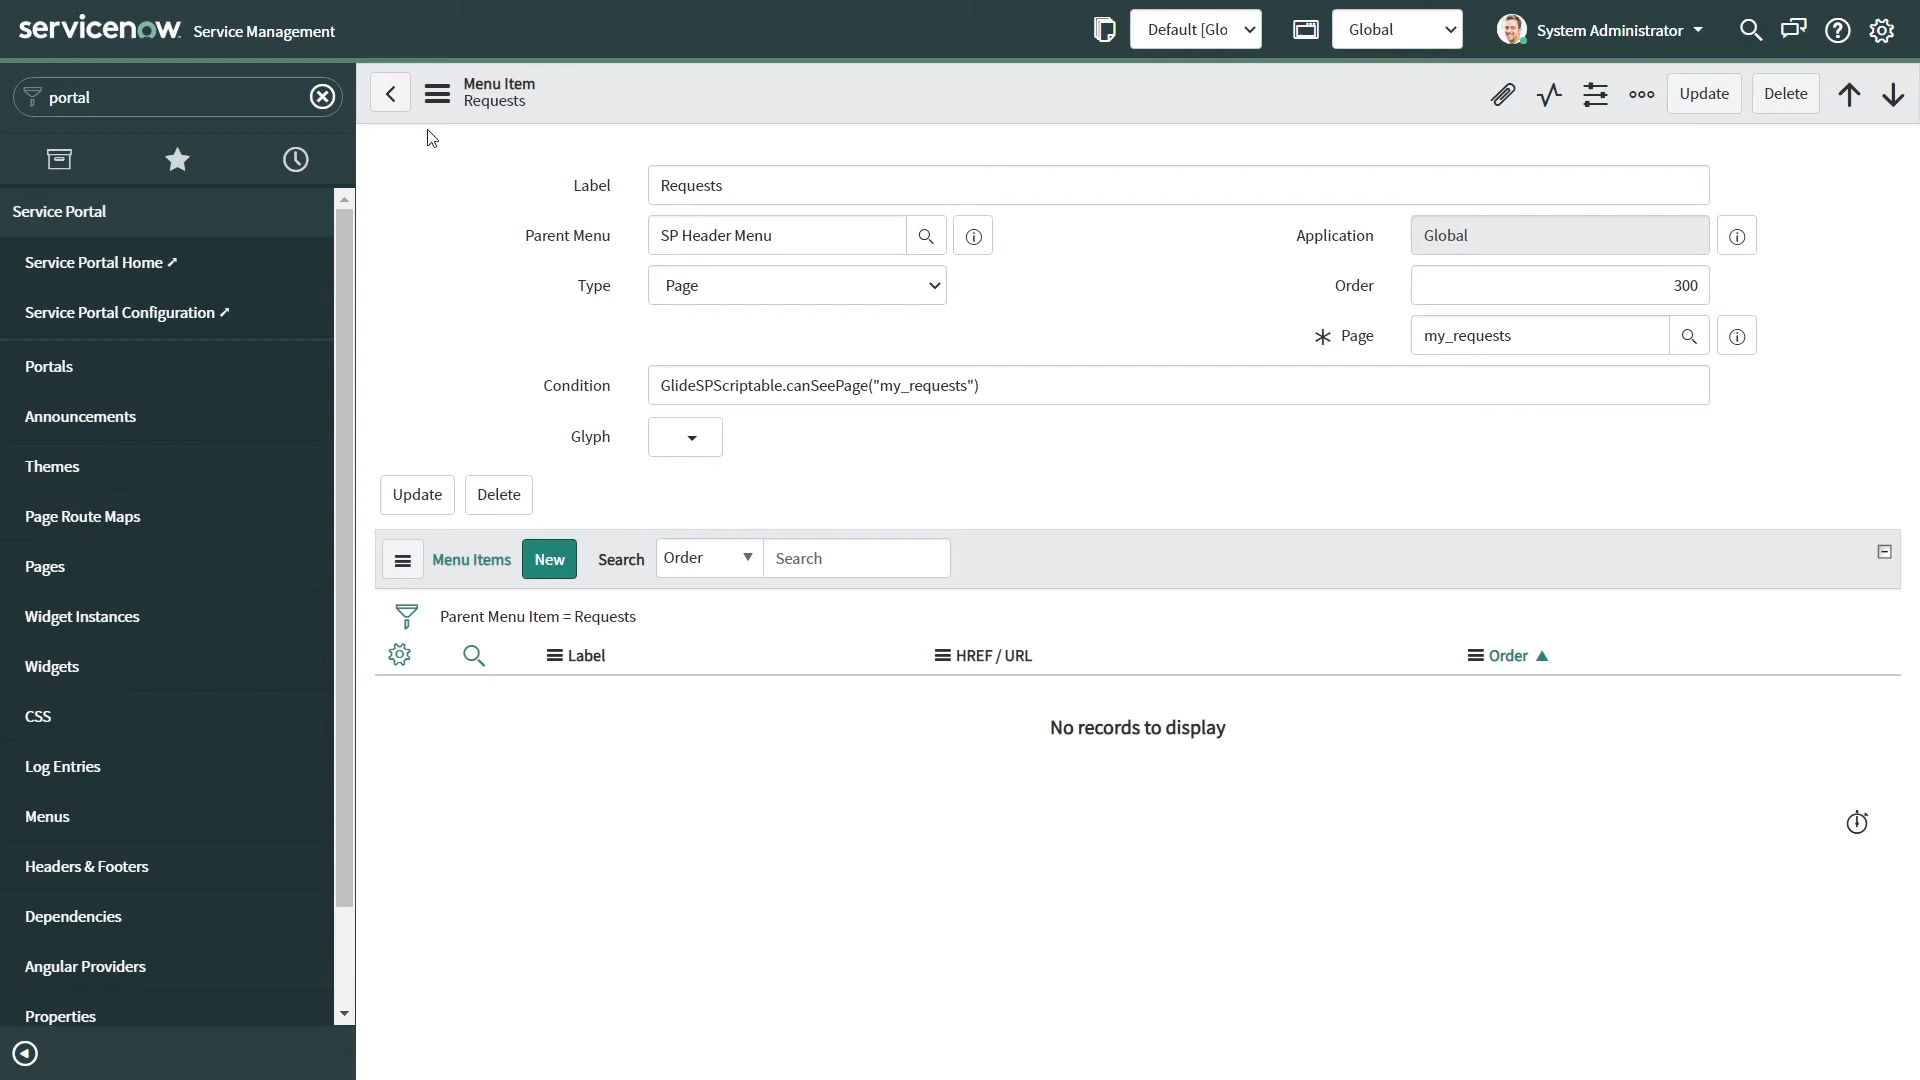 servicenow. Service Management
Default [Glo
Global
System Administrator
portal
Menu Item
Requests
Update
Delete
Service Portal
Service Portal Home
Service Portal Configuration
Portals
Announcements
Themes
Page Route Maps
Pages
Widget Instances
Widgets
CSS
Log Entries
Menus
Headers & Footers
Dependencies
Angular Providers
Properties
Label Requests
Parent Menu SP Header Menu
Application Global
Type Page
Order 300
Page my_requests
Condition GlideSPScriptable.canSeePage("my_requests")
Glyph
Update Delete
Menu Items New Search Order Search
Parent Menu Item = Requests
Label HREF / URL Order
No records to display